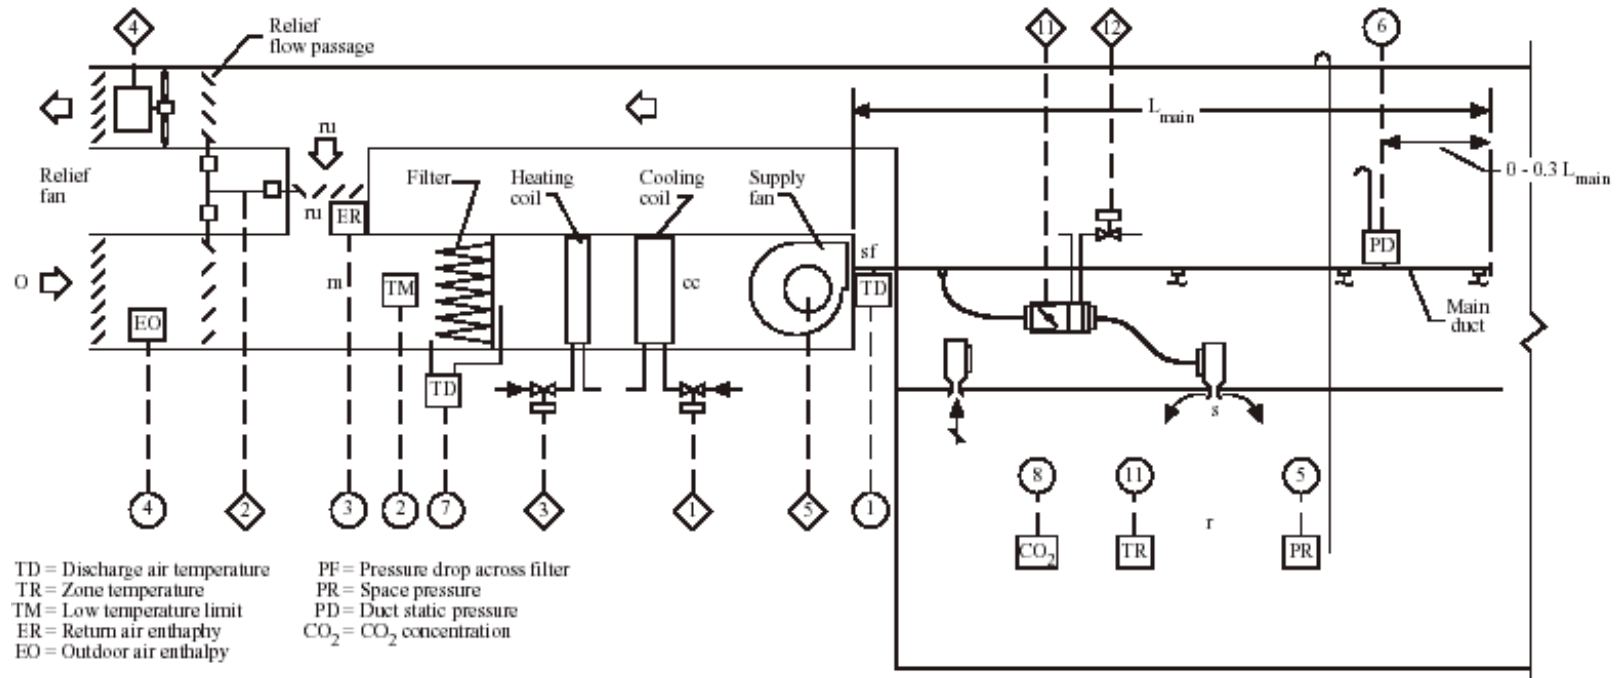 4
Relief
flow passage
11
12
6
L main
ru
Relief
fan
Filter
Heating
coil
Cooling
coil
Supply
fan
0 - 0.3 L main
ru
ER
PD
sf
O
m
TM
cc
TD
Main
duct
EO
TD
s
8
11
5
4
2
3
2
7
3
1
5
1
r
CO2
TR
PR
TD = Discharge air temperature
TR = Zone temperature
TM = Low temperature limit
ER = Return air enthaphy
EO = Outdoor air enthalpy
PF = Pressure drop across filter
PR = Space pressure
PD = Duct static pressure
CO2 = CO2 concentration